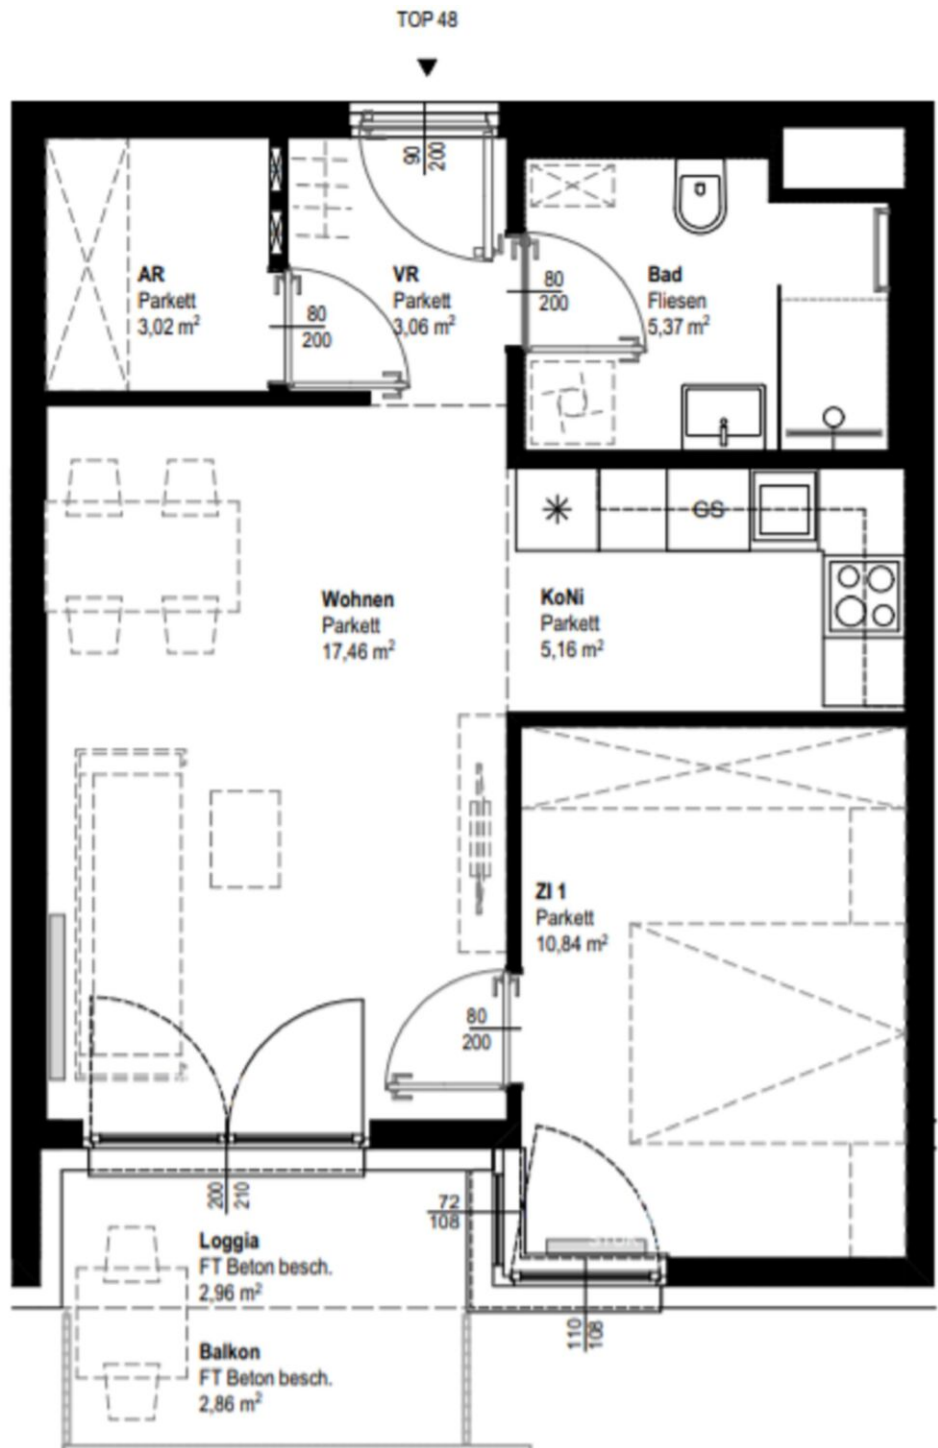 TOP 48
90
200
AR
Parkett
3,02 m²
80
200
VR
Parkett
3,06 m²
80
200
Bad
Fliesen
5,37 m²
GS
Wohnen
Parkett
17,46 m²
KoNi
Parkett
5,16 m²
ZI 1
Parkett
10,84 m²
80
200
200
210
72
108
110
108
Loggia
FT Beton besch.
2,96 m²
Balkon
FT Beton besch.
2,86 m²